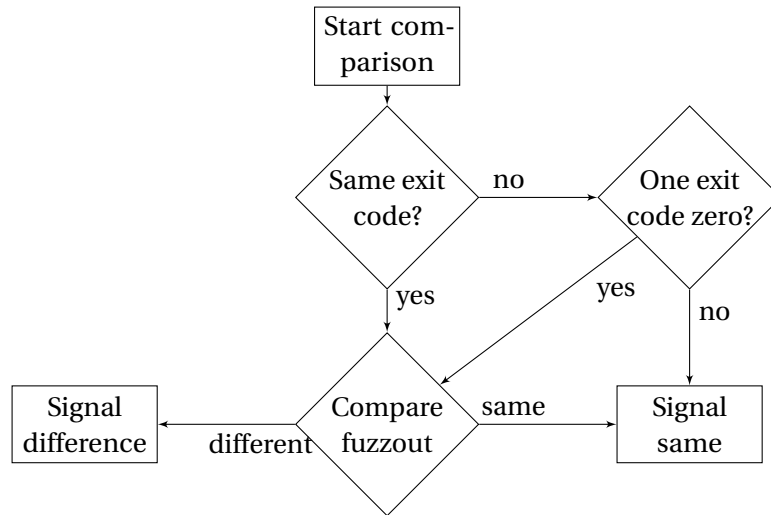 Start com-
parison
Same exit
code?
no
One exit
code zero?
yes
yes
no
Signal
difference
different
Compare
fuzzout
same
Signal
same